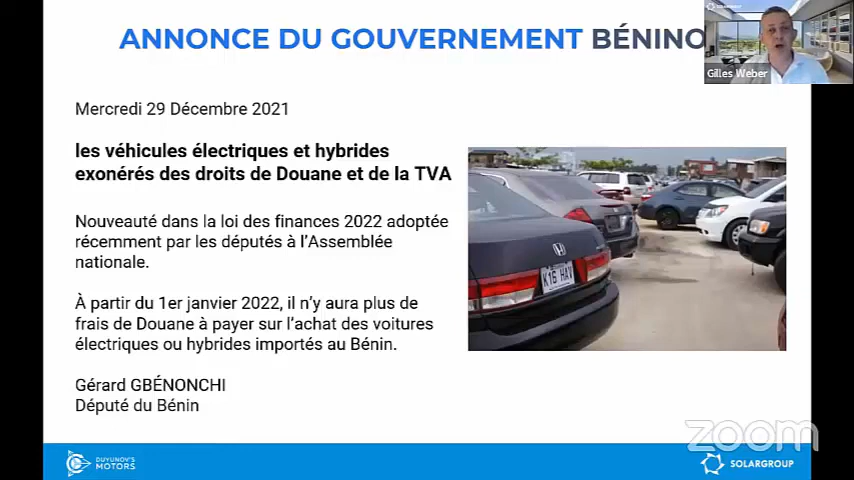 ANNONCE DU GOUVERNEMENT BÉNINO
Gilles Weber
Mercredi 29 Décembre 2021
les véhicules électriques et hybrides
exonérés des droits de Douane et de la TVA
Nouveauté dans la loi des finances 2022 adoptée
récemment par les députés à l'Assemblée
nationale.
À partir du 1er janvier 2022, il n'y aura plus de
frais de Douane à payer sur l'achat des voitures
électriques ou hybrides importés au Bénin.
Gérard GBÉNONCHI
Député du Bénin
K16 HAV
zoom
DUYUNOV'S
MOTORS
SOLARGROUP